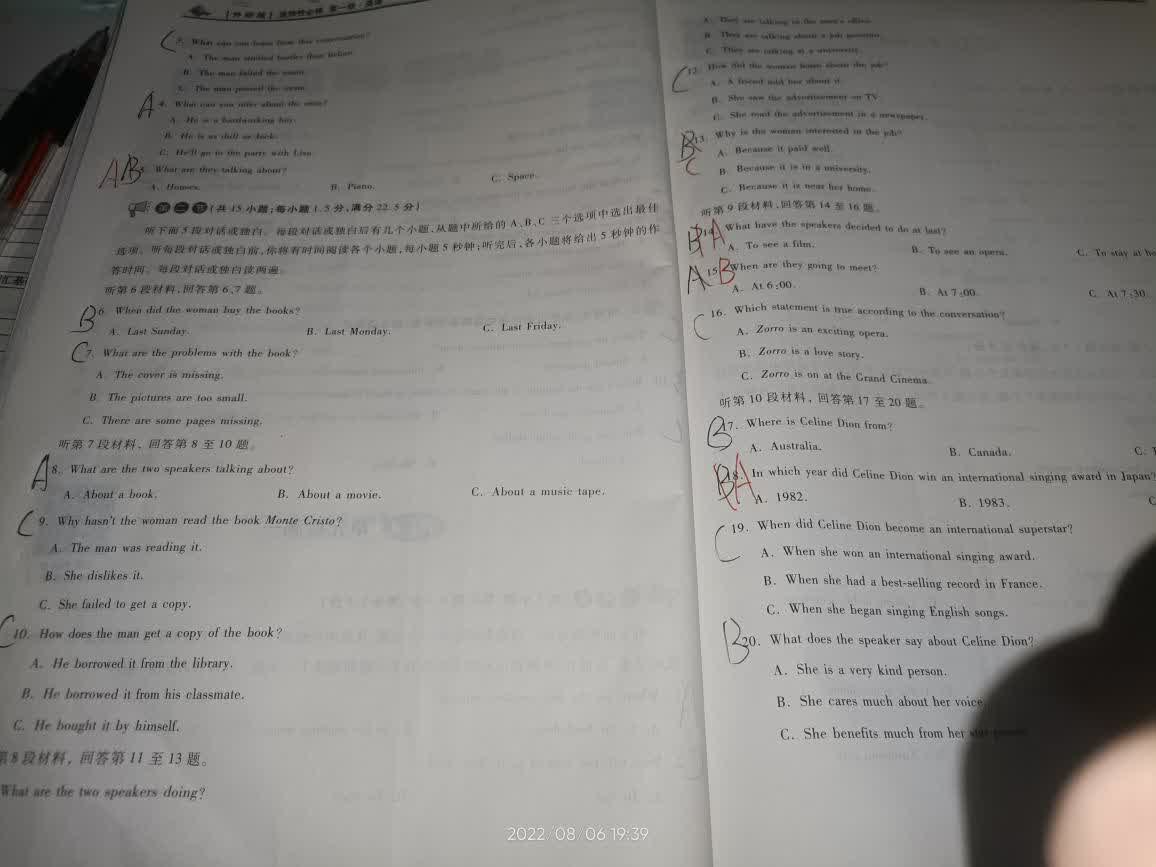 3. What can you learn from this conversation?
A. The man studied harder than before.
B. The man failed the exam.
C. The man passed the exam.
A
4. What can you infer about the man?
A. He is a hardworking boy.
B. He is as dull as Jack.
C. He'll go to the party with Lisa.
A B
5. What are they talking about?
A. Houses.
B. Piano.
C. Space.
第二节(共 15 小题;每小题 1.5 分,满分 22.5 分)
听下面 5 段对话或独白。每段对话或独白后有几个小题,从题中所给的 A、B、C 三个选项中选出最佳
选项。听每段对话或独白前,你将有时间阅读各个小题,每小题 5 秒钟;听完后,各小题将给出 5 秒钟的作
答时间。每段对话或独白读两遍。
听第 6 段材料,回答第 6、7 题。
B
6. When did the woman buy the books?
A. Last Sunday.
B. Last Monday.
C. Last Friday.
C
7. What are the problems with the book?
A. The cover is missing.
B. The pictures are too small.
C. There are some pages missing.
听第 7 段材料,回答第 8 至 10 题。
A
8. What are the two speakers talking about?
A. About a book.
B. About a movie.
C. About a music tape.
C
9. Why hasn't the woman read the book Monte Cristo?
A. The man was reading it.
B. She dislikes it.
C. She failed to get a copy.
C
10. How does the man get a copy of the book?
A. He borrowed it from the library.
B. He borrowed it from his classmate.
C. He bought it by himself.
第 8 段材料,回答第 11 至 13 题。
What are the two speakers doing?
A. They are talking in the man's office.
B. They are talking about a job position.
C. They are talking at a university.
C
12. How did the woman know about the job?
A. A friend told her about it.
B. She saw the advertisement on TV.
C. She read the advertisement in a newspaper.
B
C
13. Why is the woman interested in the job?
A. Because it paid well.
B. Because it is in a university.
C. Because it is near her home.
听第 9 段材料,回答第 14 至 16 题。
B A
14. What have the speakers decided to do at last?
A. To see a film.
B. To see an opera.
C. To stay at
A B
15. When are they going to meet?
A. At 6:00.
B. At 7:00.
C. At 7:30.
C
16. Which statement is true according to the conversation?
A. Zorro is an exciting opera.
B. Zorro is a love story.
C. Zorro is on at the Grand Cinema.
听第 10 段材料,回答第 17 至 20 题。
B
17. Where is Celine Dion from?
A. Australia.
B. Canada.
C.
B A
18. In which year did Celine Dion win an international singing award in Japan?
A. 1982.
B. 1983.
C
C
19. When did Celine Dion become an international superstar?
A. When she won an international singing award.
B. When she had a best-selling record in France.
C. When she began singing English songs.
B
20. What does the speaker say about Celine Dion?
A. She is a very kind person.
B. She cares much about her voice
C. She benefits much from her
2022/08/06 19:39